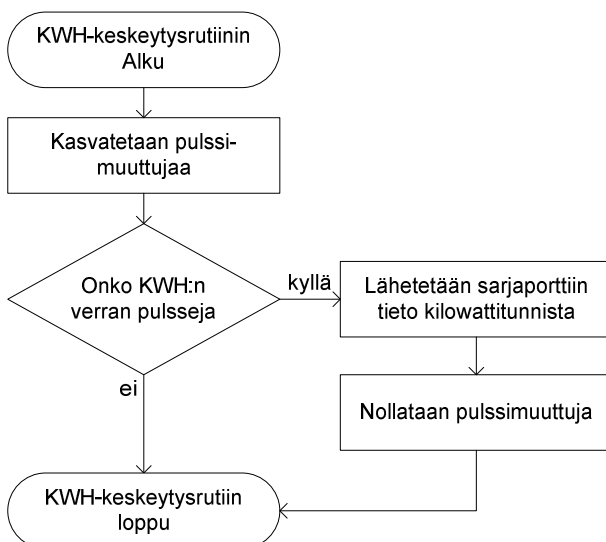 KWH-keskeytysrutiinin
Alku
Kasvatetaan pulssi-
muuttujaa
Onko KWH:n
verran pulsseja
kyllä
Lähetetään sarjaporttiin
tieto kilowattitunnista
ei
Nollataan pulssimuuttuja
KWH-keskeytysrutiin
loppu